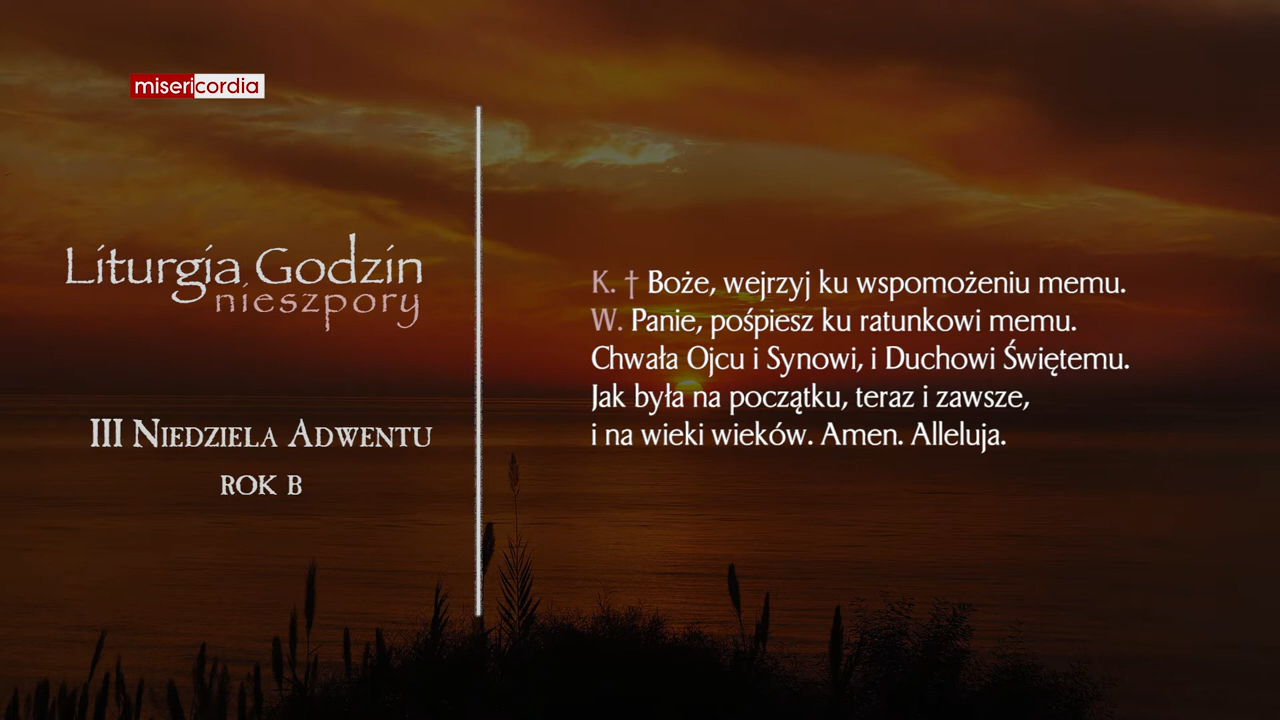 misericordia
Liturgia Godzin
nieszpory
III Niedziela Adwentu
rok B
K. † Boże, wejrzyj ku wspomożeniu memu.
W. Panie, pośpiesz ku ratunkowi memu.
Chwała Ojcu i Synowi, i Duchowi Świętemu.
Jak była na początku, teraz i zawsze,
i na wieki wieków. Amen. Alleluja.